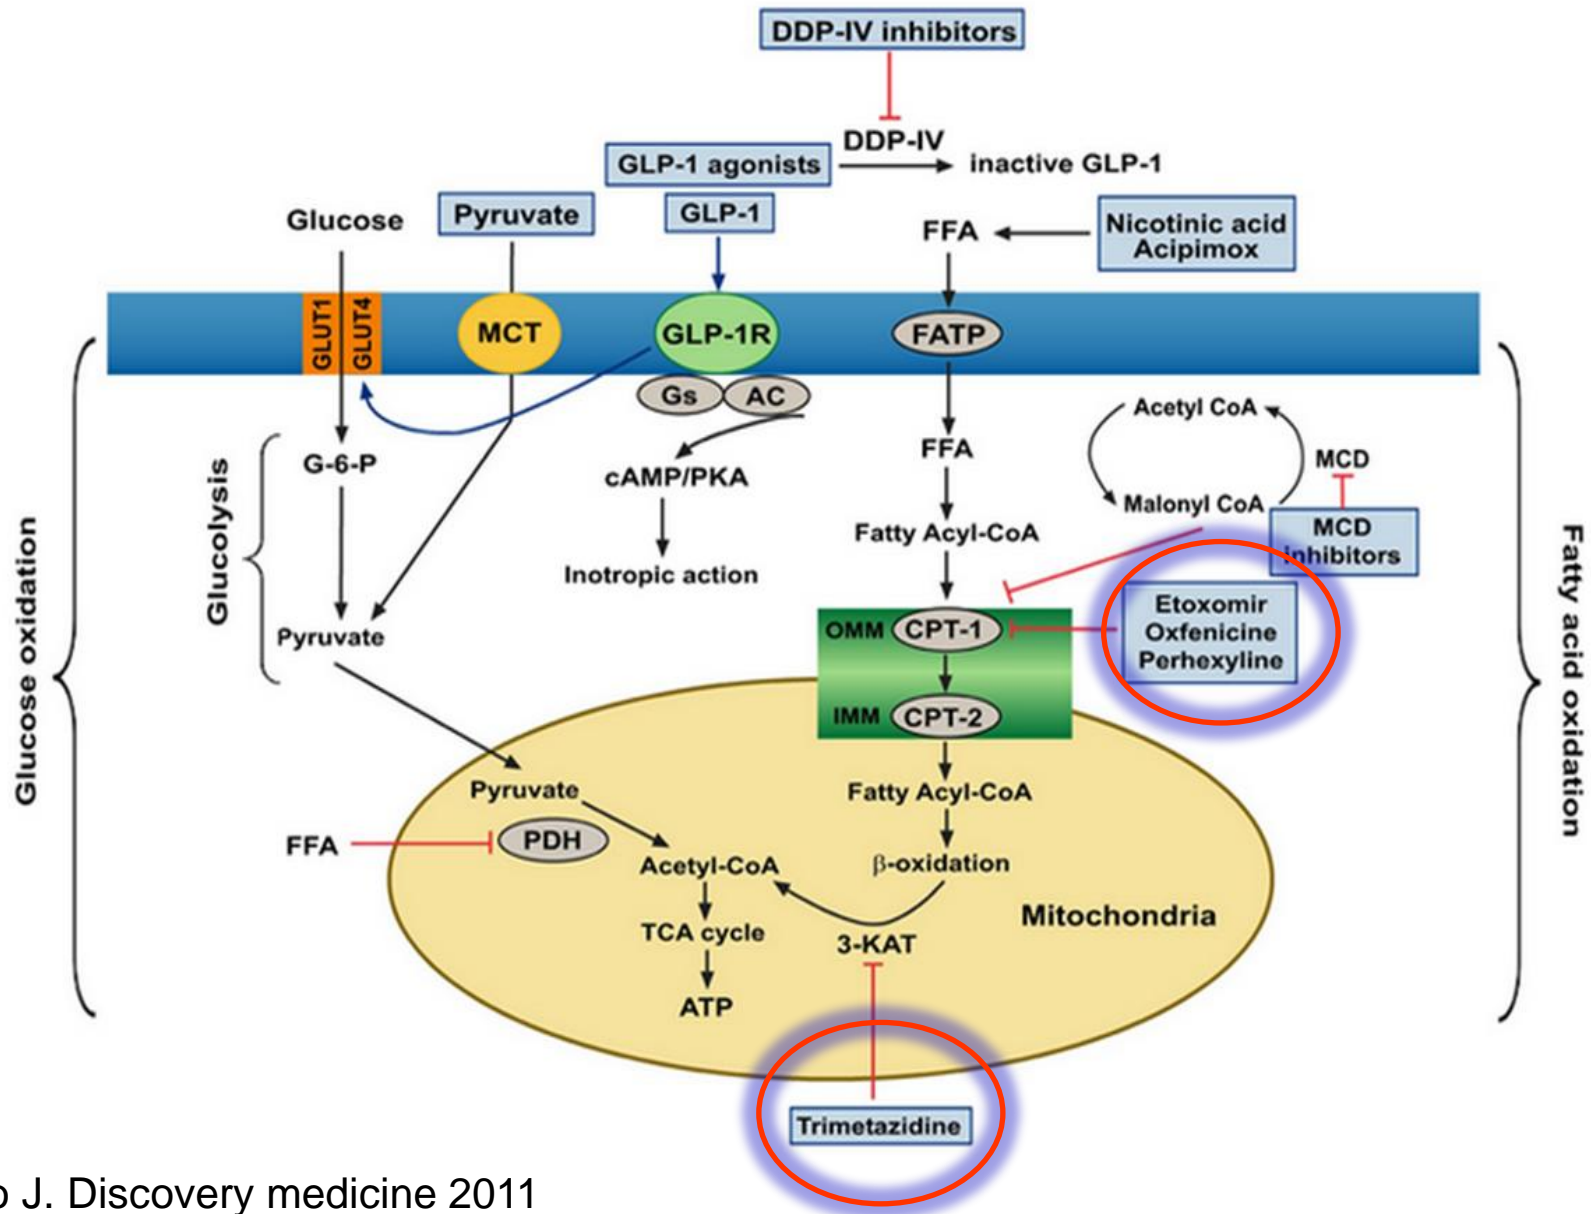 DDP-IV inhibitors
DDP-IV
GLP-1 agonists
inactive GLP-1
Glucose
Pyruvate
GLP-1
FFA
Nicotinic acid
Acipimox
GLUT1
GLUT4
MCT
GLP-1R
FATP
Gs
AC
Acetyl CoA
FFA
G-6-P
cAMP/PKA
MCD
Malonyl CoA
MCD
inhibitors
Fatty Acyl-CoA
Glucose oxidation
Glucolysis
Fatty acid oxidation
Inotropic action
Etoxomir
Oxfenicine
Perhexyline
Pyruvate
OMM
CPT-1
IMM
CPT-2
Pyruvate
Fatty Acyl-CoA
FFA
PDH
Acetyl-CoA
β-oxidation
Mitochondria
TCA cycle
3-KAT
ATP
Trimetazidine
J. Discovery medicine 2011